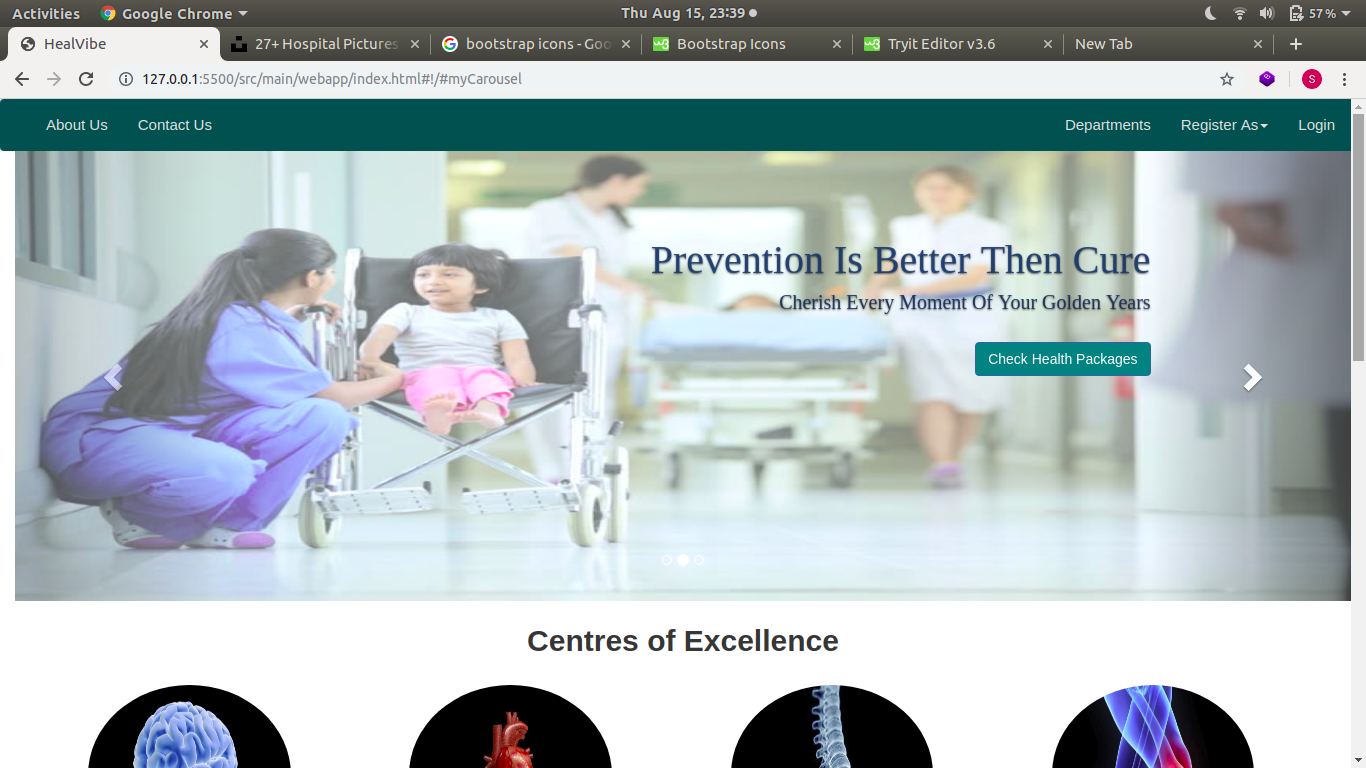 Activities Google Chrome Thu Aug 15, 23:39 57%
HealVibe 27+ Hospital Pictures bootstrap icons - Goo Bootstrap Icons Tryit Editor v3.6 New Tab
127.0.0.1:5500/src/main/webapp/index.html#!/#myCarousel S
About Us Contact Us Departments Register As Login
Prevention Is Better Then Cure
Cherish Every Moment Of Your Golden Years
Check Health Packages
Centres of Excellence